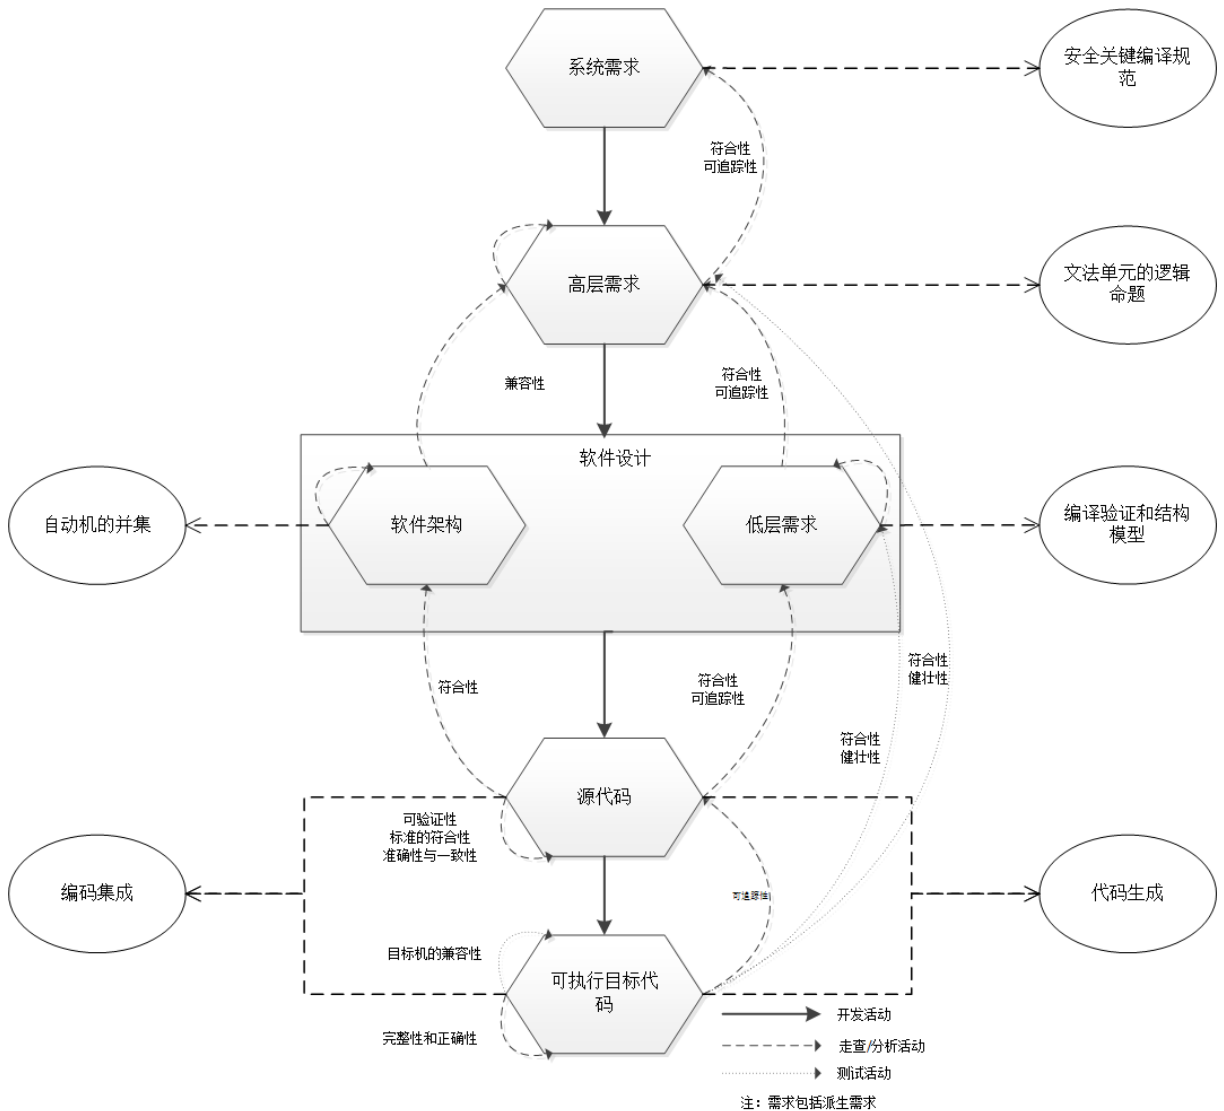 系统需求
安全关键编译规
范
符合性
可追踪性
高层需求
文法单元的逻辑
命题
兼容性
符合性
可追踪性
软件设计
自动机的并集
软件架构
低层需求
编译验证和结构
模型
符合性
符合性
可追踪性
符合性
健壮性
符合性
健壮性
源代码
可验证性
标准的符合性
准确性与一致性
编码集成
可追源性
代码生成
目标机的兼容性
可执行目标代
码
完整性和正确性
开发活动
走查/分析活动
测试活动
注：需求包括派生需求